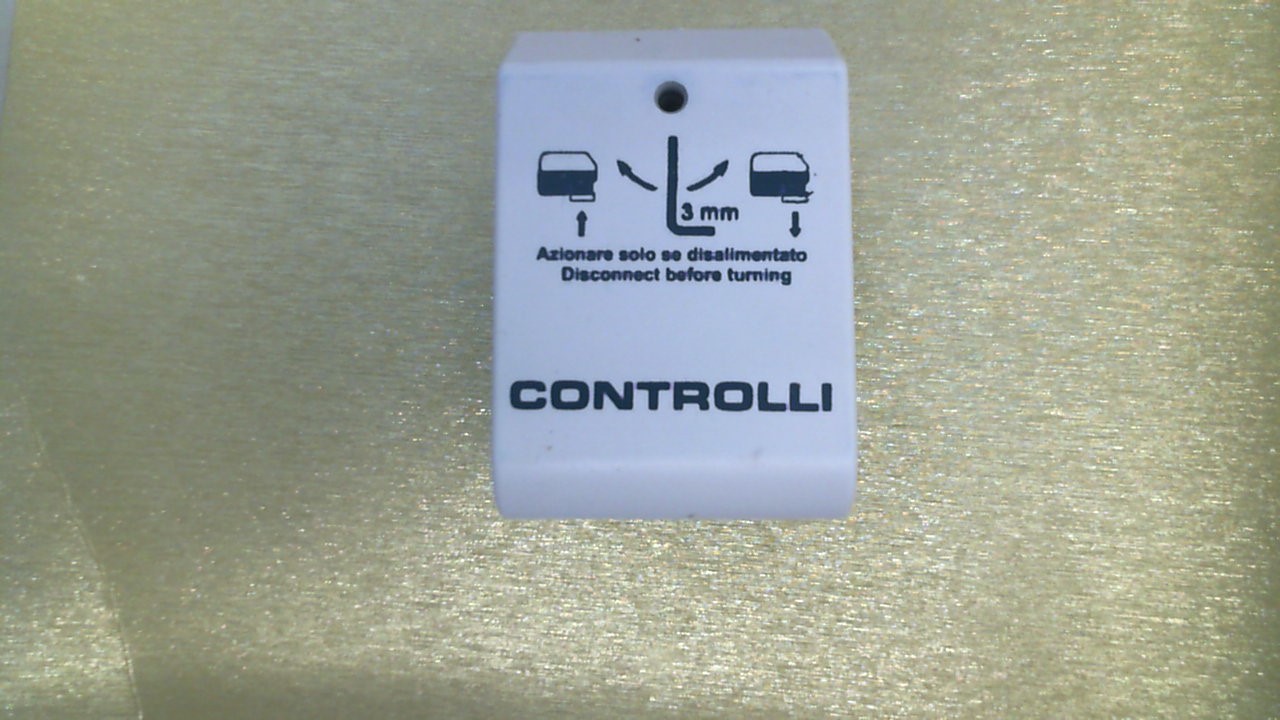 3 mm
Azionare solo se disalimentato
Disconnect before turning
CONTROLLI